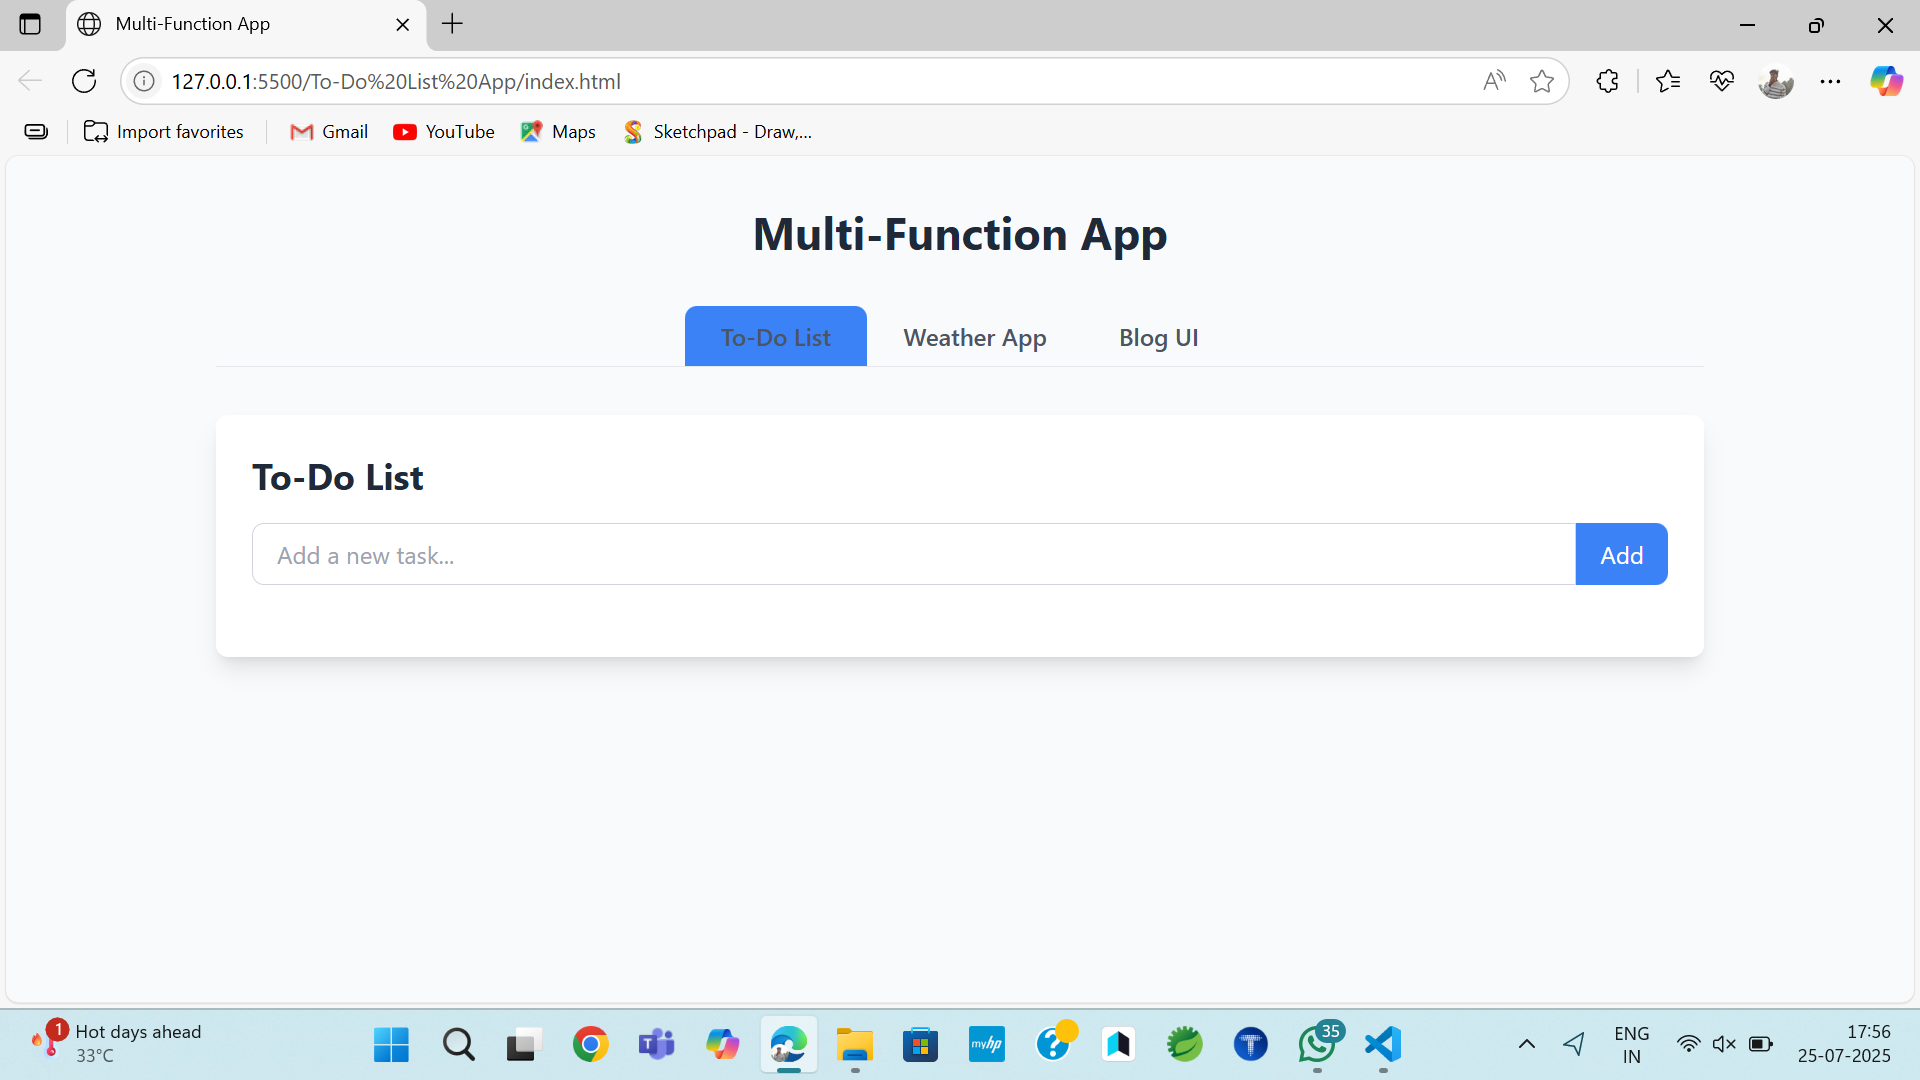 Multi-Function App
127.0.0.1:5500/To-Do%20List%20App/index.html
Import favorites
Gmail
YouTube
Maps
Sketchpad - Draw,...
Multi-Function App
To-Do List
Weather App
Blog UI
To-Do List
Add a new task...
Add
1
Hot days ahead
33°C
T
myhp
?
T
35
ENG
IN
17:56
25-07-2025